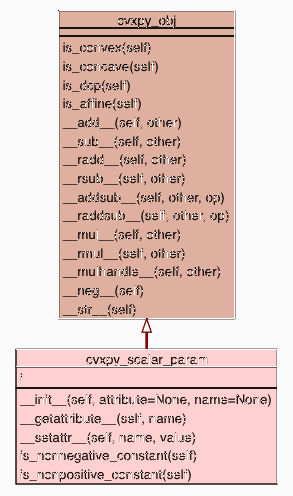 cvxpy_obj
is_convex(self)
is_concave(self)
is_dcp(self)
is_affine(self)
__add__(self, other)
__sub__(self, other)
__radd__(self, other)
__rsub__(self, other)
__addsub__(self, other, op)
__raddsub__(self, other, op)
__mul__(self, other)
__rmul__(self, other)
__mulhandle__(self, other)
__neg__(self)
__str__(self)
cvxpy_scalar_param
__init__(self, attribute=None, name=None)
__getattribute__(self, name)
__setattr__(self, name, value)
is_nonnegative_constant(self)
is_nonpositive_constant(self)